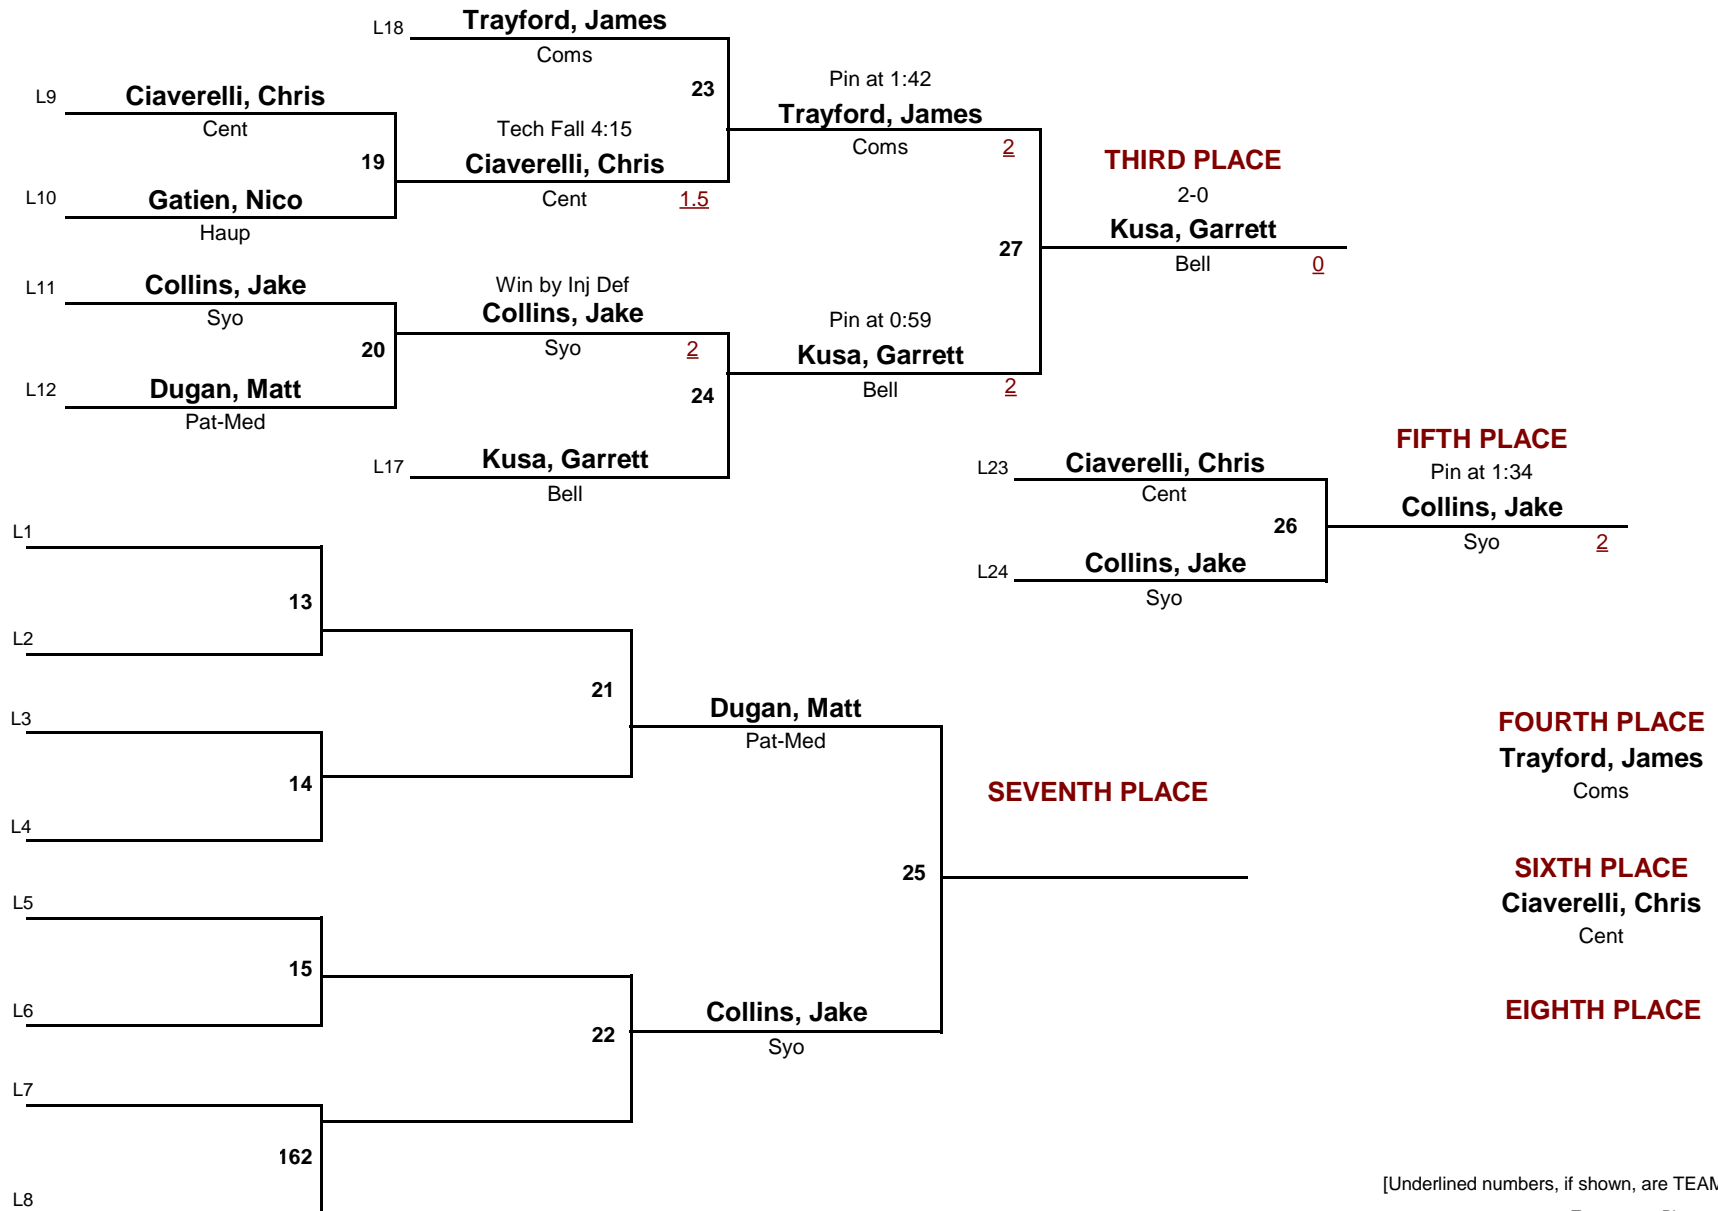 L18 Trayford, James
Coms
23
Pin at 1:42
L9 Ciaverelli, Chris
Cent
Tech Fall 4:15
Trayford, James
Coms 2
19
Ciaverelli, Chris
Cent 1.5
THIRD PLACE
2-0
L10 Gatien, Nico
Haup
Kusa, Garrett
Bell 0
27
L11 Collins, Jake
Syo
Win by Inj Def
Collins, Jake
Syo 2
Pin at 0:59
20
Kusa, Garrett
Bell 2
L12 Dugan, Matt
Pat-Med
24
L17 Kusa, Garrett
Bell
FIFTH PLACE
L23 Ciaverelli, Chris
Cent
Pin at 1:34
Collins, Jake
Syo 2
26
L24 Collins, Jake
Syo
L1
13
L2
21
L3
Dugan, Matt
Pat-Med
FOURTH PLACE
Trayford, James
Coms
14
SEVENTH PLACE
L4
25
SIXTH PLACE
Ciaverelli, Chris
Cent
L5
15
L6
22
Collins, Jake
Syo
EIGHTH PLACE
L7
162
L8
[Underlined numbers, if shown, are TEAM